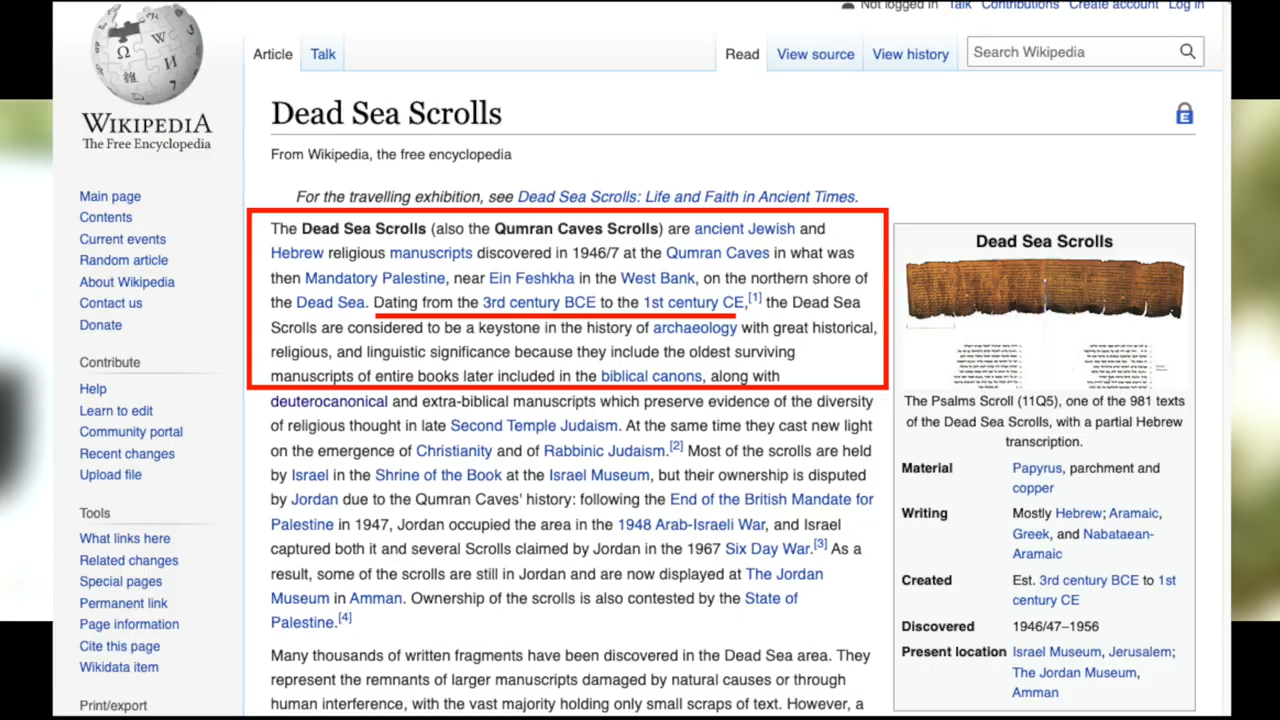 Not logged in Talk Contributions Create account Log in
Article Talk Read View source View history Search Wikipedia
WIKIPEDIA
The Free Encyclopedia
Main page
Contents
Current events
Random article
About Wikipedia
Contact us
Donate
Contribute
Help
Learn to edit
Community portal
Recent changes
Upload file
Tools
What links here
Related changes
Special pages
Permanent link
Page information
Cite this page
Wikidata item
Print/export
Dead Sea Scrolls
From Wikipedia, the free encyclopedia
For the travelling exhibition, see Dead Sea Scrolls: Life and Faith in Ancient Times.
The Dead Sea Scrolls (also the Qumran Caves Scrolls) are ancient Jewish and
Hebrew religious manuscripts discovered in 1946/7 at the Qumran Caves in what was
then Mandatory Palestine, near Ein Feshkha in the West Bank, on the northern shore of
the Dead Sea. Dating from the 3rd century BCE to the 1st century CE,[1] the Dead Sea
Scrolls are considered to be a keystone in the history of archaeology with great historical,
religious, and linguistic significance because they include the oldest surviving
manuscripts of entire books later included in the biblical canons, along with
deuterocanonical and extra-biblical manuscripts which preserve evidence of the diversity
of religious thought in late Second Temple Judaism. At the same time they cast new light
on the emergence of Christianity and of Rabbinic Judaism.[2] Most of the scrolls are held
by Israel in the Shrine of the Book at the Israel Museum, but their ownership is disputed
by Jordan due to the Qumran Caves' history: following the End of the British Mandate for
Palestine in 1947, Jordan occupied the area in the 1948 Arab-Israeli War, and Israel
captured both it and several Scrolls claimed by Jordan in the 1967 Six Day War.[3] As a
result, some of the scrolls are still in Jordan and are now displayed at The Jordan
Museum in Amman. Ownership of the scrolls is also contested by the State of
Palestine.[4]
Many thousands of written fragments have been discovered in the Dead Sea area. They
represent the remnants of larger manuscripts damaged by natural causes or through
human interference, with the vast majority holding only small scraps of text. However, a
Dead Sea Scrolls
The Psalms Scroll (11Q5), one of the 981 texts
of the Dead Sea Scrolls, with a partial Hebrew
transcription.
Material Papyrus, parchment and
copper
Writing Mostly Hebrew; Aramaic,
Greek, and Nabataean-
Aramaic
Created Est. 3rd century BCE to 1st
century CE
Discovered 1946/47–1956
Present location Israel Museum, Jerusalem;
The Jordan Museum,
Amman